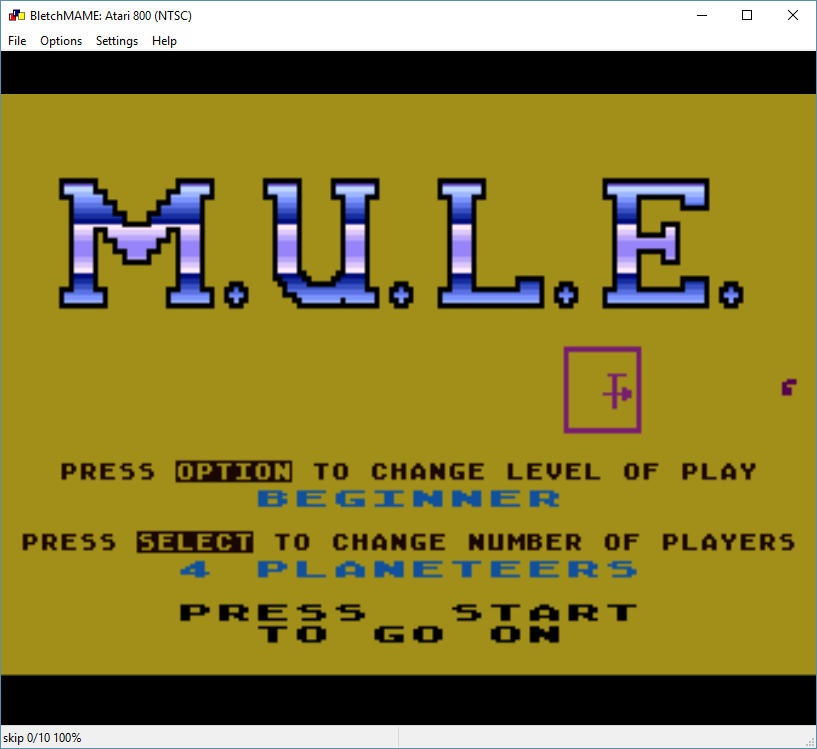 BletchMAME: Atari 800 (NTSC)
File Options Settings Help
M.U.L.E.
PRESS OPTION TO CHANGE LEVEL OF PLAY
BEGINNER
PRESS SELECT TO CHANGE NUMBER OF PLAYERS
4 PLANETEERS
PRESS START
TO GO ON
skip 0/10 100%